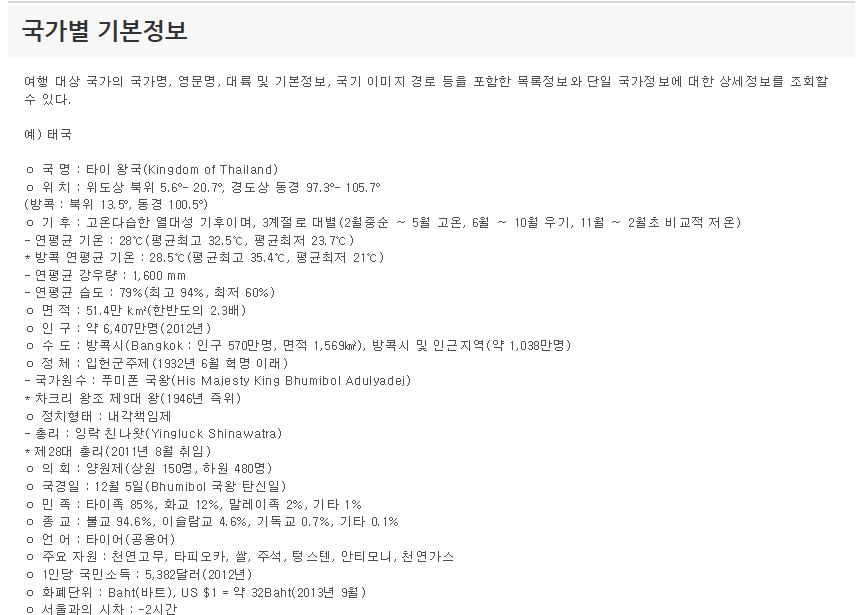 국가별 기본정보
여행 대상 국가의 국가명, 영문명, 대륙 및 기본정보, 국기 이미지 경로 등을 포함한 목록정보와 단일 국가정보에 대한 상세정보를 조회할
수 있다.
예) 태국
ㅇ 국 명 : 타이 왕국(Kingdom of Thailand)
ㅇ 위 치 : 위도상 북위 5.6°- 20.7°, 경도상 동경 97.3°- 105.7°
(방콕 : 북위 13.5°, 동경 100.5°)
ㅇ 기 후 : 고온다습한 열대성 기후이며, 3계절로 대별(2월중순 ~ 5월 고온, 6월 ~ 10월 우기, 11월 ~ 2월초 비교적 저온)
- 연평균 기온 : 28℃(평균최고 32.5℃, 평균최저 23.7℃)
* 방콕 연평균 기온 : 28.5℃(평균최고 35.4℃, 평균최저 21℃)
- 연평균 강우량 : 1,600 mm
- 연평균 습도 : 79%(최고 94%, 최저 60%)
ㅇ 면 적 : 51.4만 k㎡(한반도의 2.3배)
ㅇ 인 구 : 약 6,407만명(2012년)
ㅇ 수 도 : 방콕시(Bangkok : 인구 570만명, 면적 1,569㎢), 방콕시 및 인근지역(약 1,038만명)
ㅇ 정 체 : 입헌군주제(1932년 6월 혁명 이래)
- 국가원수 : 푸미폰 국왕(His Majesty King Bhumibol Adulyadej)
* 차크리 왕조 제9대 왕(1946년 즉위)
ㅇ 정치형태 : 내각책임제
- 총리 : 잉락 친나왓(Yingluck Shinawatra)
* 제28대 총리(2011년 8월 취임)
ㅇ 의 회 : 양원제(상원 150명, 하원 480명)
ㅇ 국경일 : 12월 5일(Bhumibol 국왕 탄신일)
ㅇ 민 족 : 타이족 85%, 화교 12%, 말레이족 2%, 기타 1%
ㅇ 종 교 : 불교 94.6%, 이슬람교 4.6%, 기독교 0.7%, 기타 0.1%
ㅇ 언 어 : 타이어(공용어)
ㅇ 주요 자원 : 천연고무, 타피오카, 쌀, 주석, 텅스텐, 안티모니, 천연가스
ㅇ 1인당 국민소득 : 5,382달러(2012년)
ㅇ 화폐단위 : Baht(바트), US $1 = 약 32Baht(2013년 9월)
ㅇ 서울과의 시차 : -2시간